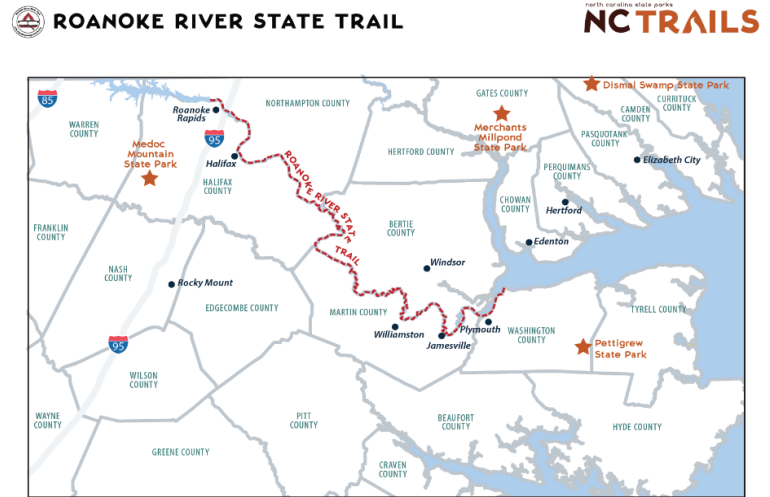 ROANOKE RIVER STATE TRAIL
north carolina state parks
NC TRAILS
85
WARREN
COUNTY
Roanoke
Rapids
NORTHAMPTON COUNTY
GATES COUNTY
Dismal Swamp State Park
CURRITUCK
COUNTY
CAMDEN
COUNTY
PASQUOTANK
COUNTY
Medoc
Mountain
State Park
95
Halifax
HALIFAX
COUNTY
HERTFORD COUNTY
Merchants
Millpond
State Park
PERQUIMANS
COUNTY
Elizabeth City
ROANOKE RIVER STATE
TRAIL
CHOWAN
COUNTY
Hertford
FRANKLIN
COUNTY
BERTIE
COUNTY
Edenton
NASH
COUNTY
Rocky Mount
Windsor
EDGECOMBE COUNTY
MARTIN COUNTY
TYRELL COUNTY
Williamston
Jamesville
Plymouth
WASHINGTON
COUNTY
Pettigrew
State Park
95
WILSON
COUNTY
WAYNE
COUNTY
PITT
COUNTY
BEAUFORT
COUNTY
HYDE COUNTY
GREENE COUNTY
CRAVEN
COUNTY